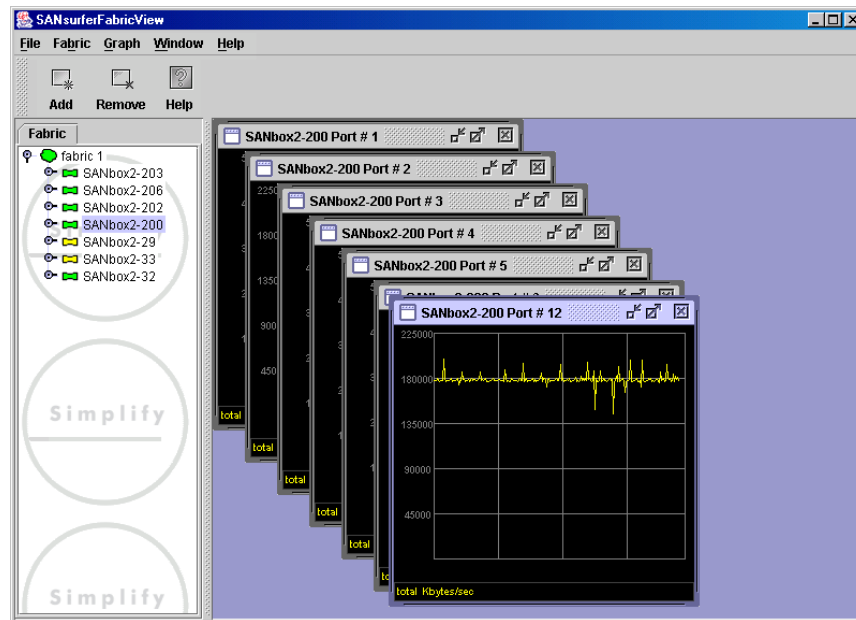 SANsurferFabricView
File Fabric Graph Window Help
Add Remove Help
Fabric
fabric 1
SANbox2-203
SANbox2-206
SANbox2-202
SANbox2-200
SANbox2-29
SANbox2-33
SANbox2-32
Simplify
Simplify
SANbox2-200 Port # 1
total
SANbox2-200 Port # 2
2250
1800
1350
900
450
total
SANbox2-200 Port # 3
total
SANbox2-200 Port # 4
total
SANbox2-200 Port # 5
total
SANbox2-200 Port # 12
225000
180000
135000
90000
45000
total Kbytes/sec